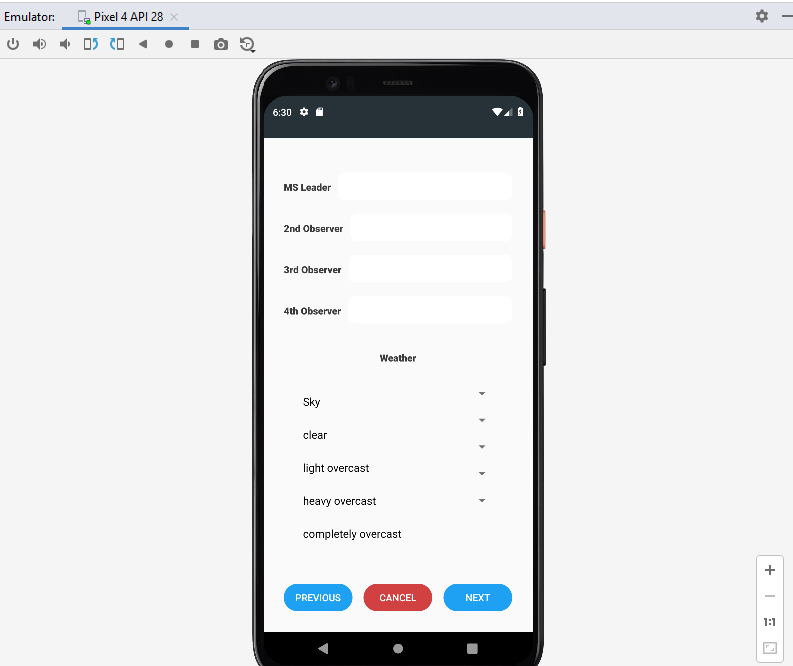 Emulator: Pixel 4 API 28
6:30
MS Leader
2nd Observer
3rd Observer
4th Observer
Weather
Sky
clear
light overcast
heavy overcast
completely overcast
PREVIOUS CANCEL NEXT
1:1